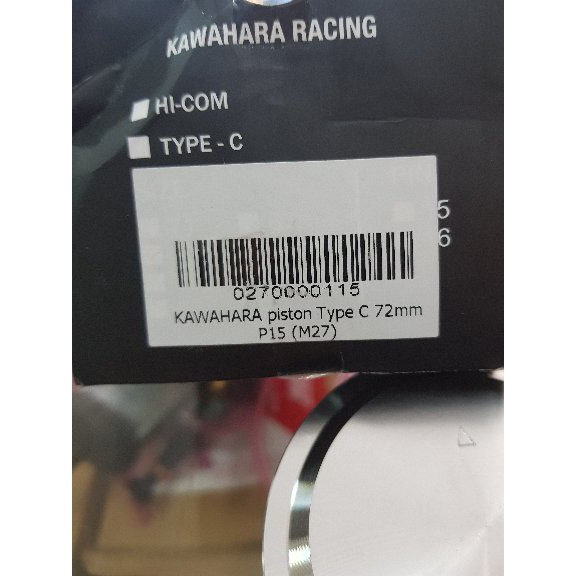 KAWAHARA RACING
HI-COM
TYPE - C
5
6
0270000115
KAWAHARA piston Type C 72mm
P15 (M27)